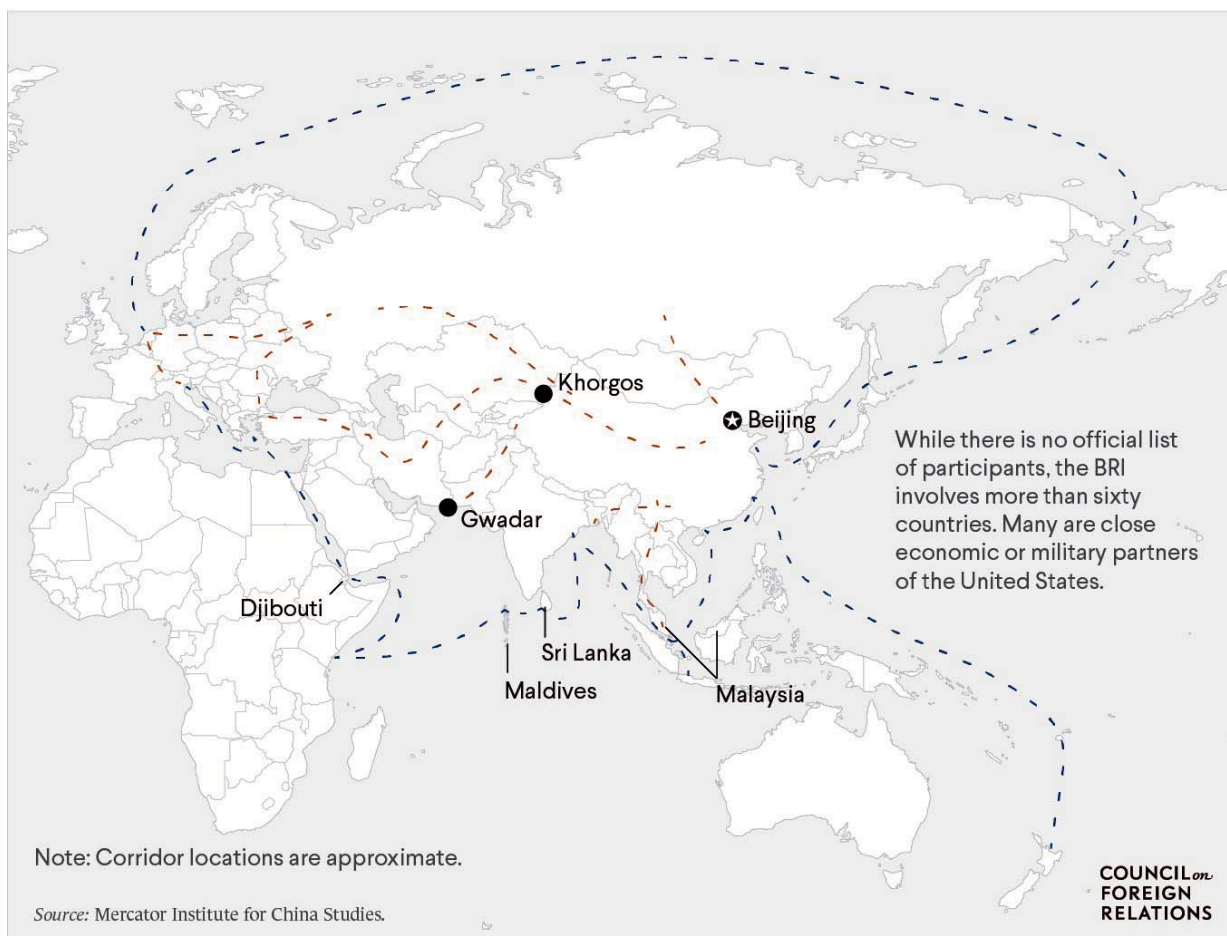 Khorgos
Beijing
While there is no official list
of participants, the BRI
involves more than sixty
countries. Many are close
economic or military partners
of the United States.
Gwadar
Djibouti
Sri Lanka
Maldives
Malaysia
Note: Corridor locations are approximate.
Source: Mercator Institute for China Studies.
COUNCIL on
FOREIGN
RELATIONS